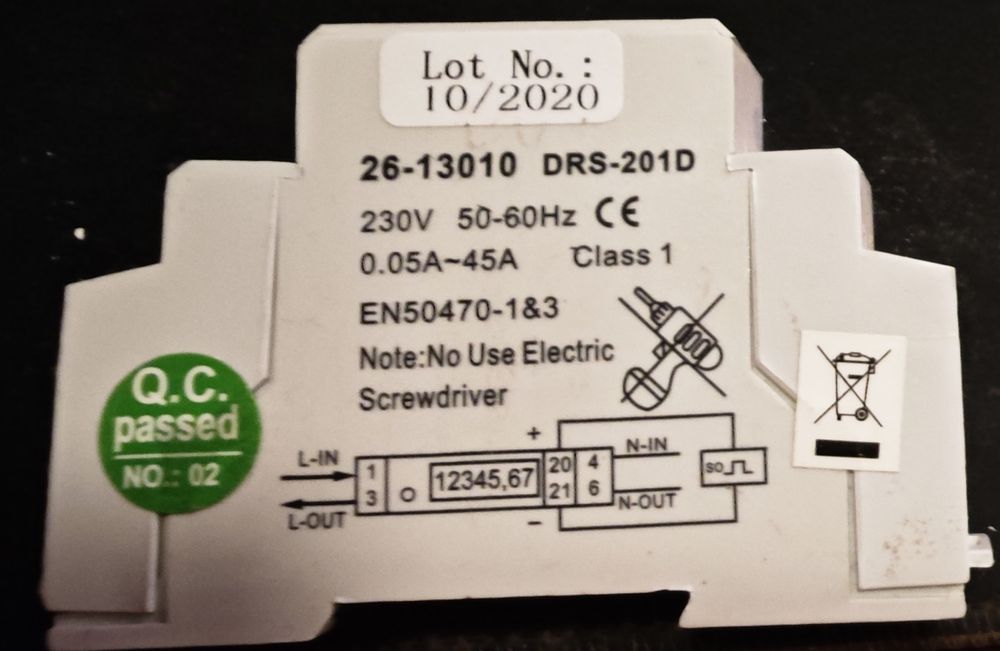 Lot No.:
10/2020
26-13010 DRS-201D
230V 50-60Hz CE
0.05A~45A Class 1
EN50470-1&3
Note:No Use Electric
Screwdriver
Q.C.
passed
NO.: 02
+
L-IN
1
12345,67
20
4
N-IN
SO
3
21
6
L-OUT
N-OUT
−